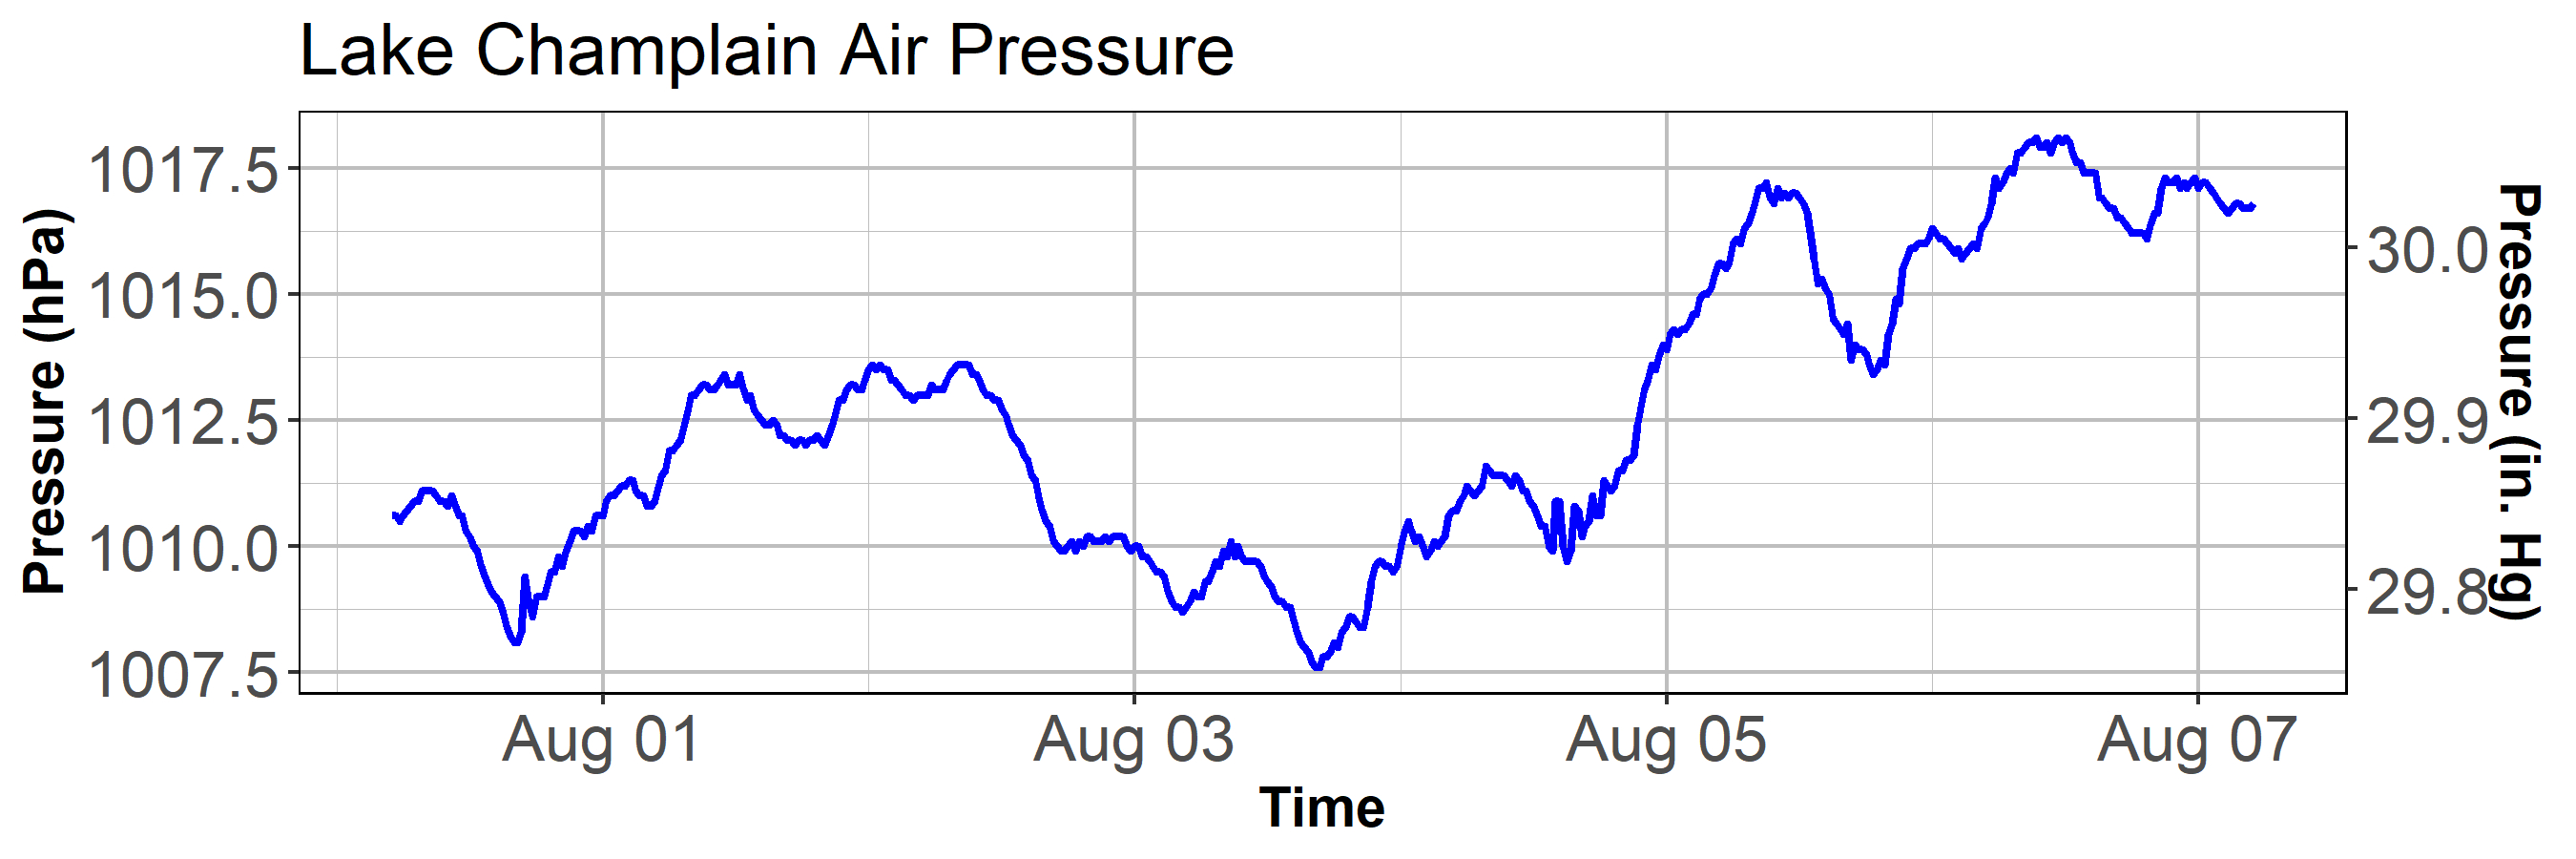 Lake Champlain Air Pressure
Pressure (hPa)
1017.5
1015.0
1012.5
1010.0
1007.5
30.0
29.9
29.8
Pressure (in. Hg)
Aug 01 Aug 03 Aug 05 Aug 07
Time